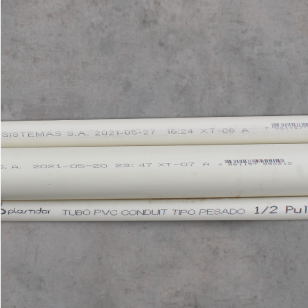 SISTEMAS S.A. 2021-05-27 16:24 XT-08 A
S.A. 2021-05-20 23:47 XT-07 A
TUBO PVC CONDUIT TIPO PESADO 1/2 Pul